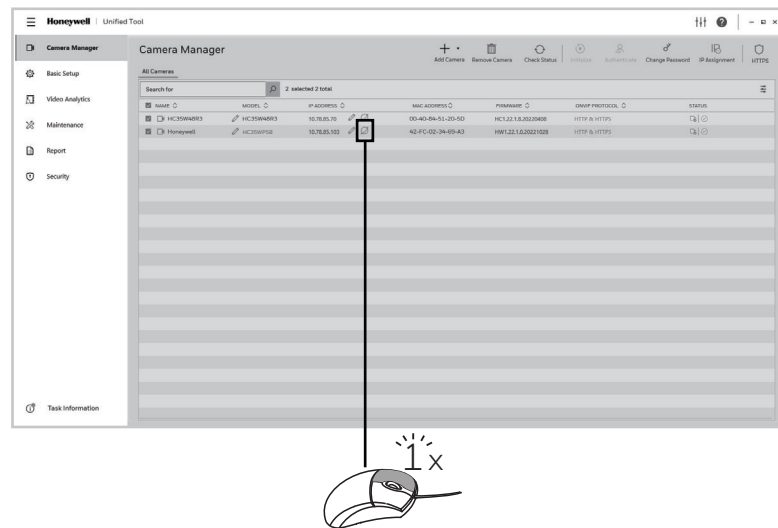 Honeywell | Unified Tool
Camera Manager
Basic Setup
Video Analytics
Maintenance
Report
Security
Task Information
Camera Manager
Add Camera Remove Camera Check Status Initialize Authenticate Change Password IP Assignment HTTPS
All Cameras
Search for 2 selected 2 total
NAME MODEL IP ADDRESS MAC ADDRESS FIRMWARE ONVIF PROTOCOL STATUS
HC35W48R3 HC35W48R3 10.78.85.70 00-40-84-51-20-5D HC1.22.1.0.20220408 HTTP & HTTPS
Honeywell HC35WPSB 10.78.85.103 42-FC-02-34-69-A3 HW1.22.1.0.20221028 HTTP & HTTPS
1x